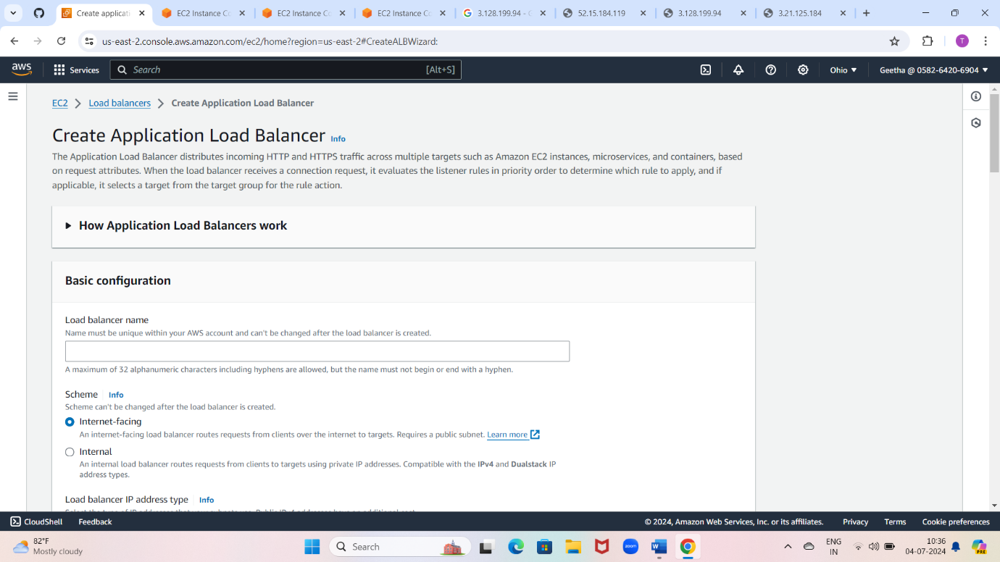 Create applicati
EC2 Instance Co
EC2 Instance Co
EC2 Instance Co
3.128.199.94 - G
52.15.184.119
3.128.199.94
3.21.125.184
us-east-2.console.aws.amazon.com/ec2/home?region=us-east-2#CreateALBWizard:
T
aws
Services
Search
[Alt+S]
Ohio
Geetha @ 0582-6420-6904
EC2
Load balancers
Create Application Load Balancer
Create Application Load Balancer Info
The Application Load Balancer distributes incoming HTTP and HTTPS traffic across multiple targets such as Amazon EC2 instances, microservices, and containers, based
on request attributes. When the load balancer receives a connection request, it evaluates the listener rules in priority order to determine which rule to apply, and if
applicable, it selects a target from the target group for the rule action.
How Application Load Balancers work
Basic configuration
Load balancer name
Name must be unique within your AWS account and can't be changed after the load balancer is created.
A maximum of 32 alphanumeric characters including hyphens are allowed, but the name must not begin or end with a hyphen.
Scheme Info
Scheme can't be changed after the load balancer is created.
Internet-facing
An internet-facing load balancer routes requests from clients over the internet to targets. Requires a public subnet. Learn more
Internal
An internal load balancer routes requests from clients to targets using private IP addresses. Compatible with the IPv4 and Dualstack IP
address types.
Load balancer IP address type Info
CloudShell
Feedback
© 2024, Amazon Web Services, Inc. or its affiliates.
Privacy
Terms
Cookie preferences
82°F
Mostly cloudy
Search
zoom
W
ENG
IN
10:36
04-07-2024
PRE